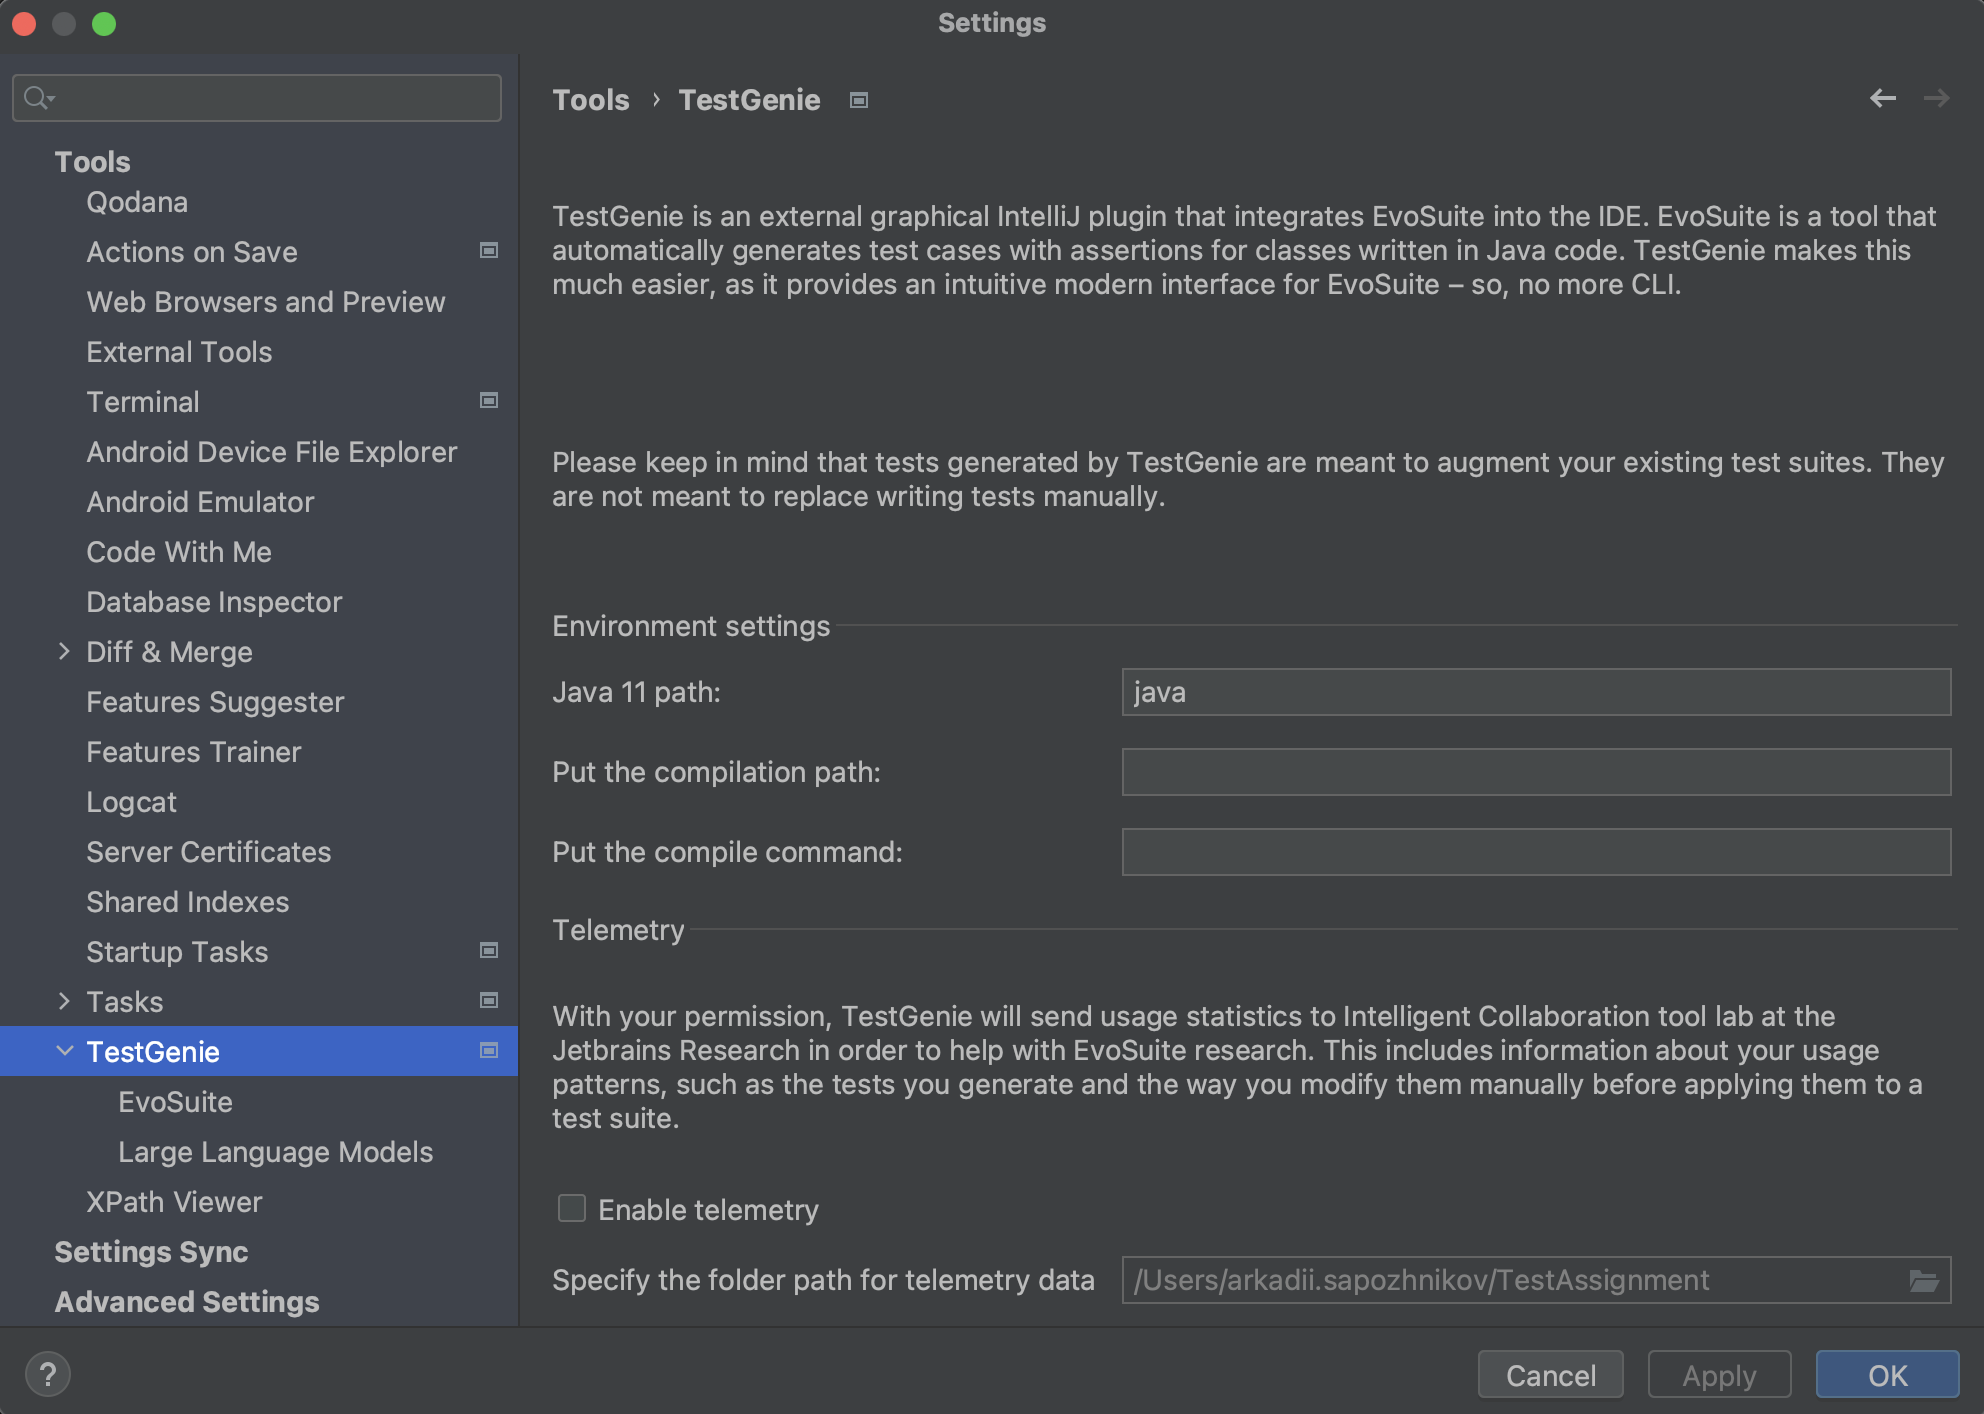 Settings
Tools
Qodana
Actions on Save
Web Browsers and Preview
External Tools
Terminal
Android Device File Explorer
Android Emulator
Code With Me
Database Inspector
Diff & Merge
Features Suggester
Features Trainer
Logcat
Server Certificates
Shared Indexes
Startup Tasks
Tasks
TestGenie
EvoSuite
Large Language Models
XPath Viewer
Settings Sync
Advanced Settings
Tools › TestGenie
TestGenie is an external graphical IntelliJ plugin that integrates EvoSuite into the IDE. EvoSuite is a tool that
automatically generates test cases with assertions for classes written in Java code. TestGenie makes this
much easier, as it provides an intuitive modern interface for EvoSuite – so, no more CLI.
Please keep in mind that tests generated by TestGenie are meant to augment your existing test suites. They
are not meant to replace writing tests manually.
Environment settings
Java 11 path: java
Put the compilation path:
Put the compile command:
Telemetry
With your permission, TestGenie will send usage statistics to Intelligent Collaboration tool lab at the
Jetbrains Research in order to help with EvoSuite research. This includes information about your usage
patterns, such as the tests you generate and the way you modify them manually before applying them to a
test suite.
Enable telemetry
Specify the folder path for telemetry data /Users/arkadii.sapozhnikov/TestAssignment
? Cancel Apply OK